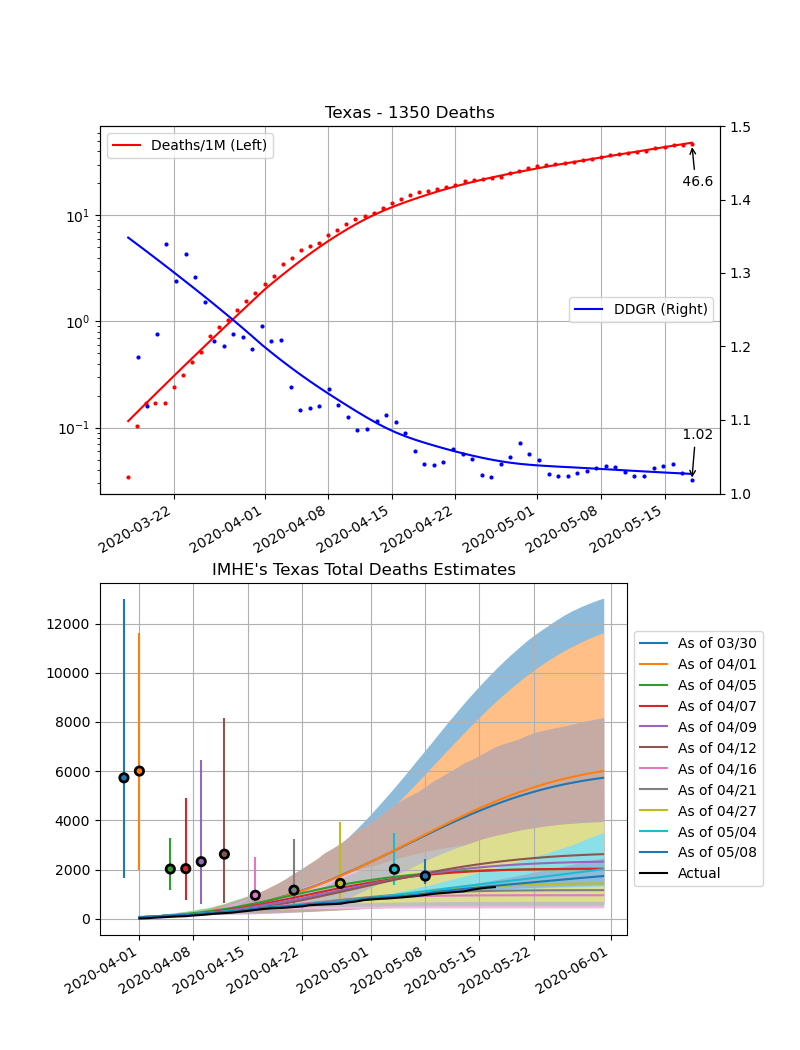 Texas - 1350 Deaths
Deaths/1M (Left)
DDGR (Right)
46.6
1.02
10¹
10⁰
10⁻¹
1.5
1.4
1.3
1.2
1.1
1.0
2020-03-22
2020-04-01
2020-04-08
2020-04-15
2020-04-22
2020-05-01
2020-05-08
2020-05-15
IMHE's Texas Total Deaths Estimates
12000
10000
8000
6000
4000
2000
0
2020-04-01
2020-04-08
2020-04-15
2020-04-22
2020-05-01
2020-05-08
2020-05-15
2020-05-22
2020-06-01
As of 03/30
As of 04/01
As of 04/05
As of 04/07
As of 04/09
As of 04/12
As of 04/16
As of 04/21
As of 04/27
As of 05/04
As of 05/08
Actual